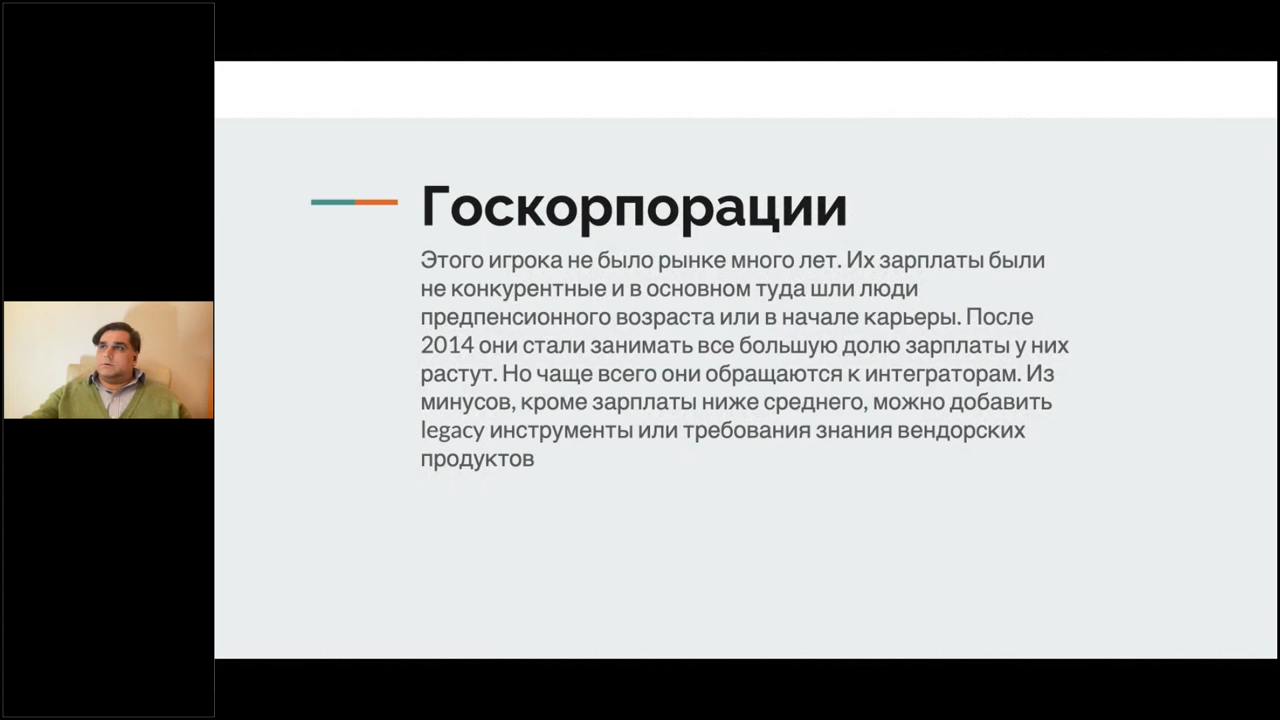 Госкорпорации
Этого игрока не было рынке много лет. Их зарплаты были
не конкурентные и в основном туда шли люди
предпенсионного возраста или в начале карьеры. После
2014 они стали занимать все большую долю зарплаты у них
растут. Но чаще всего они обращаются к интеграторам. Из
минусов, кроме зарплаты ниже среднего, можно добавить
legacy инструменты или требования знания вендорских
продуктов